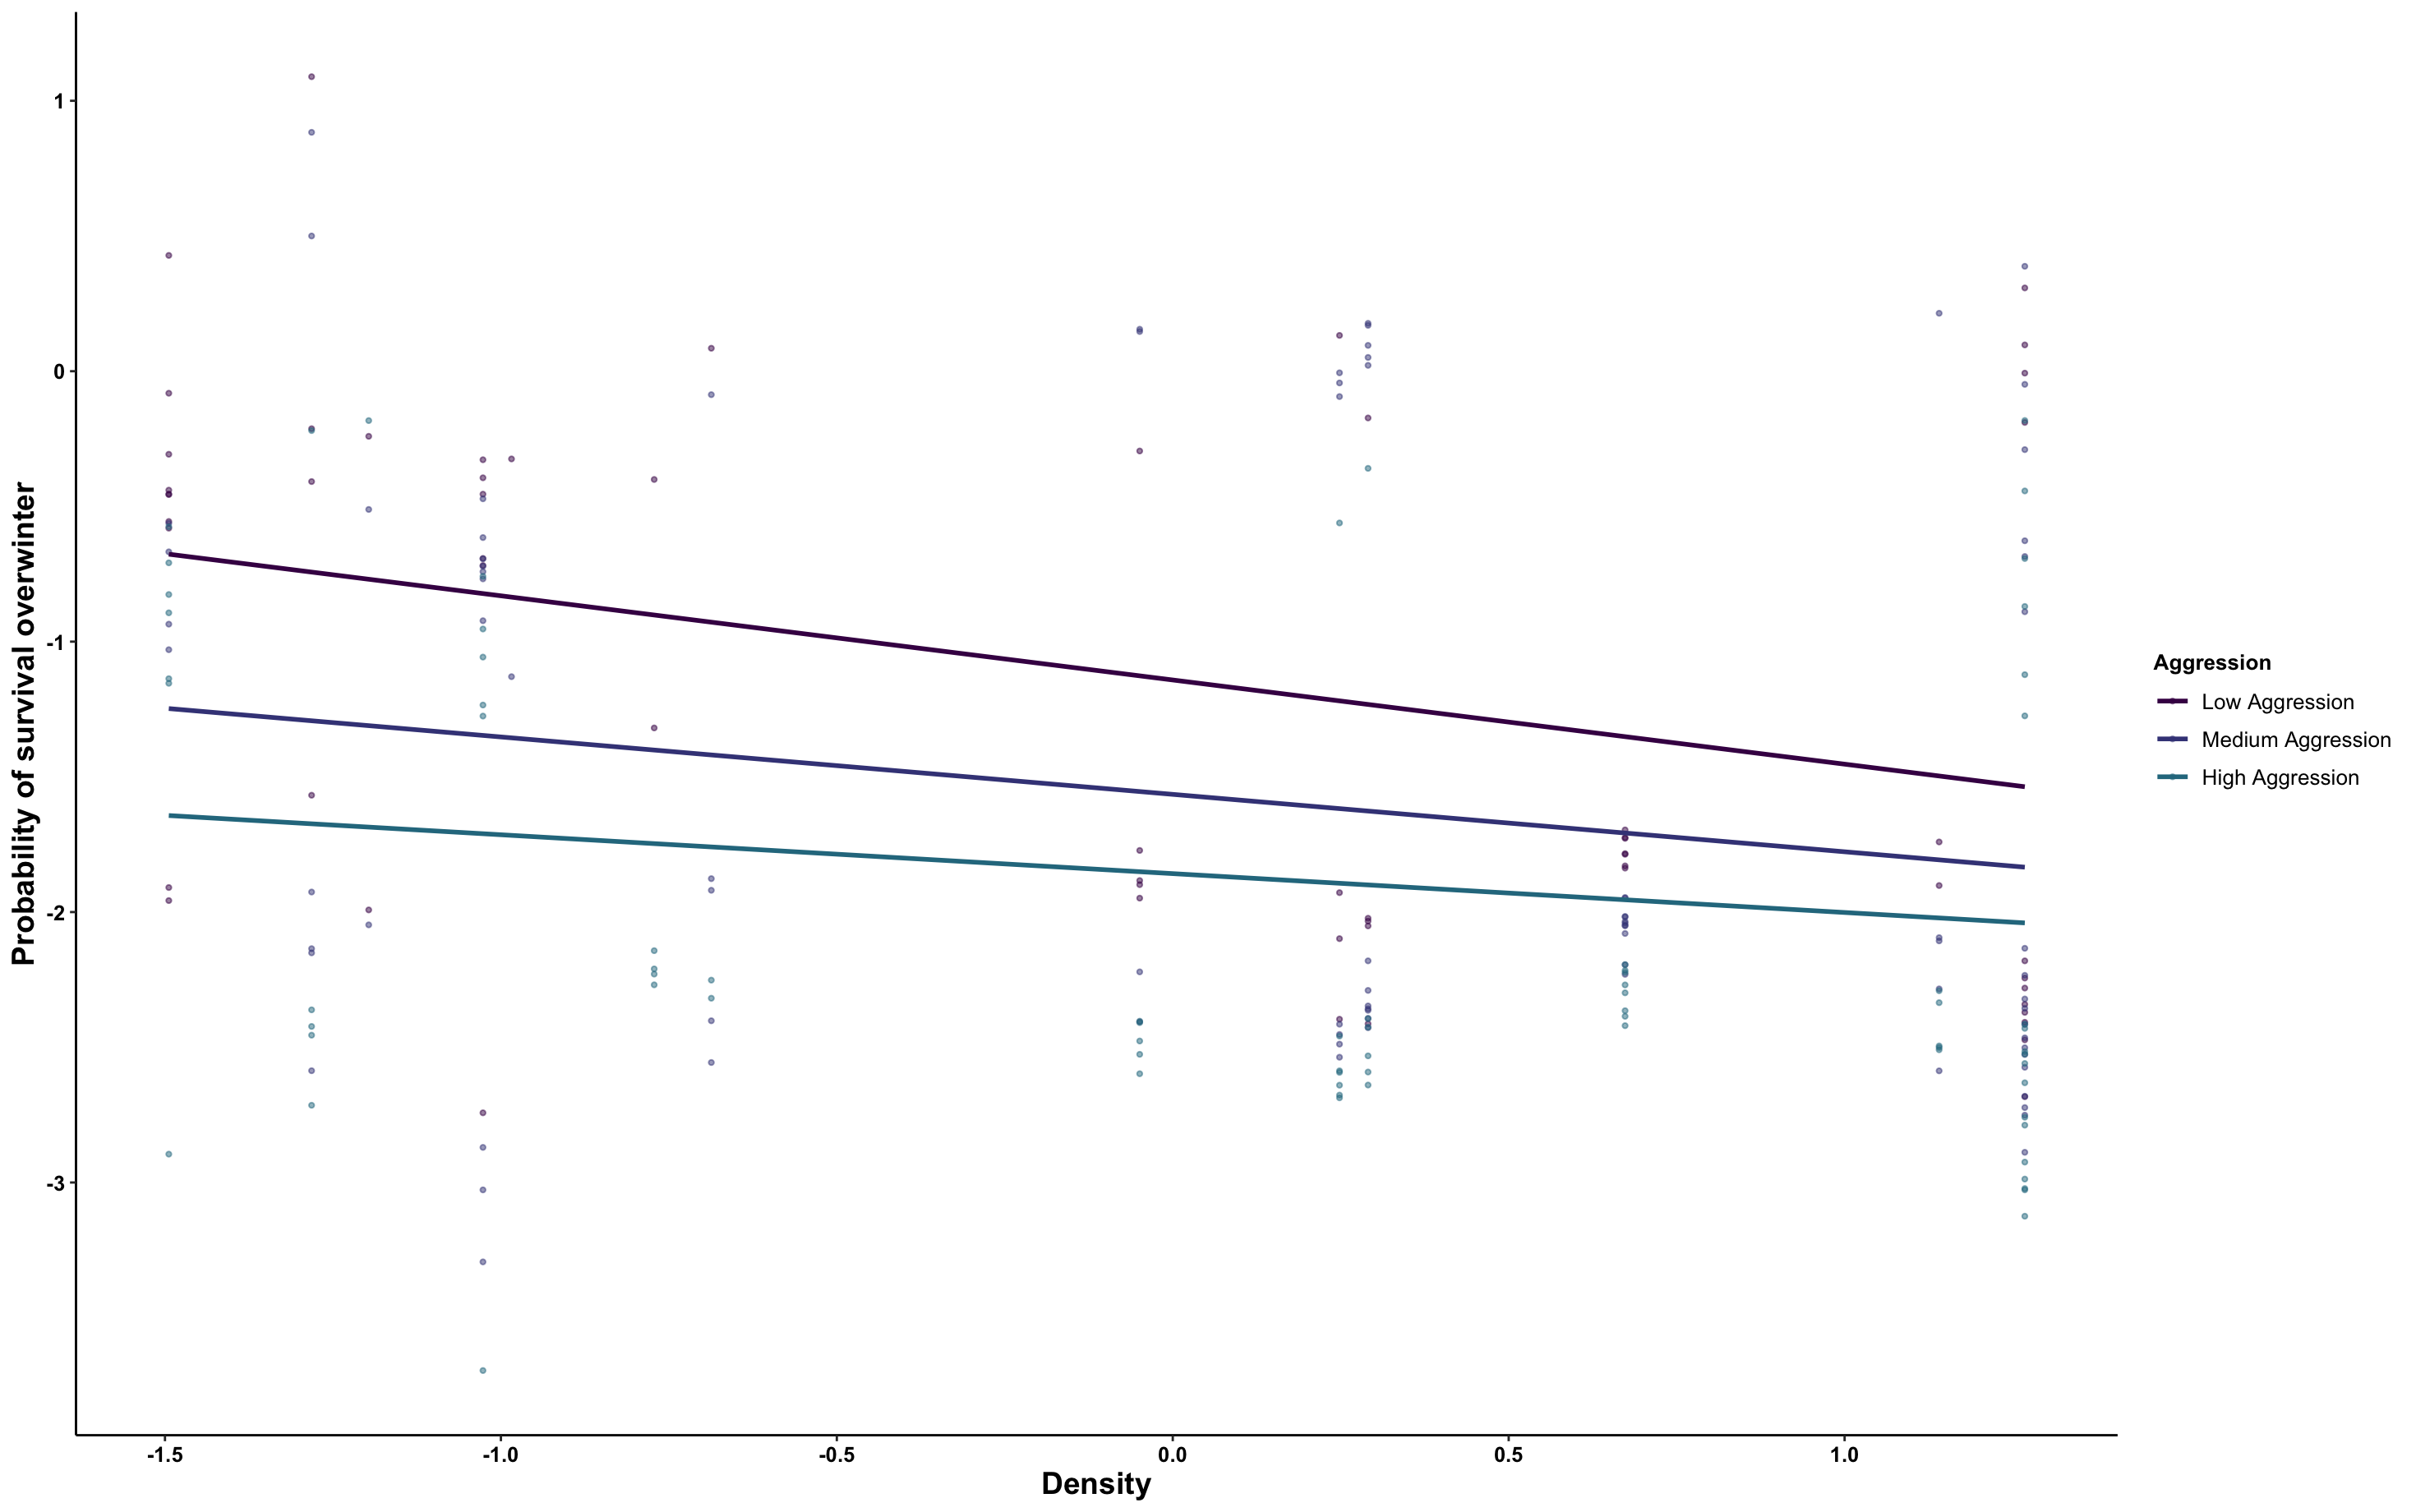 Probability of survival overwinter
1
0
-1
-2
-3
-1.5 -1.0 -0.5 0.0 0.5 1.0
Density
Aggression
Low Aggression
Medium Aggression
High Aggression